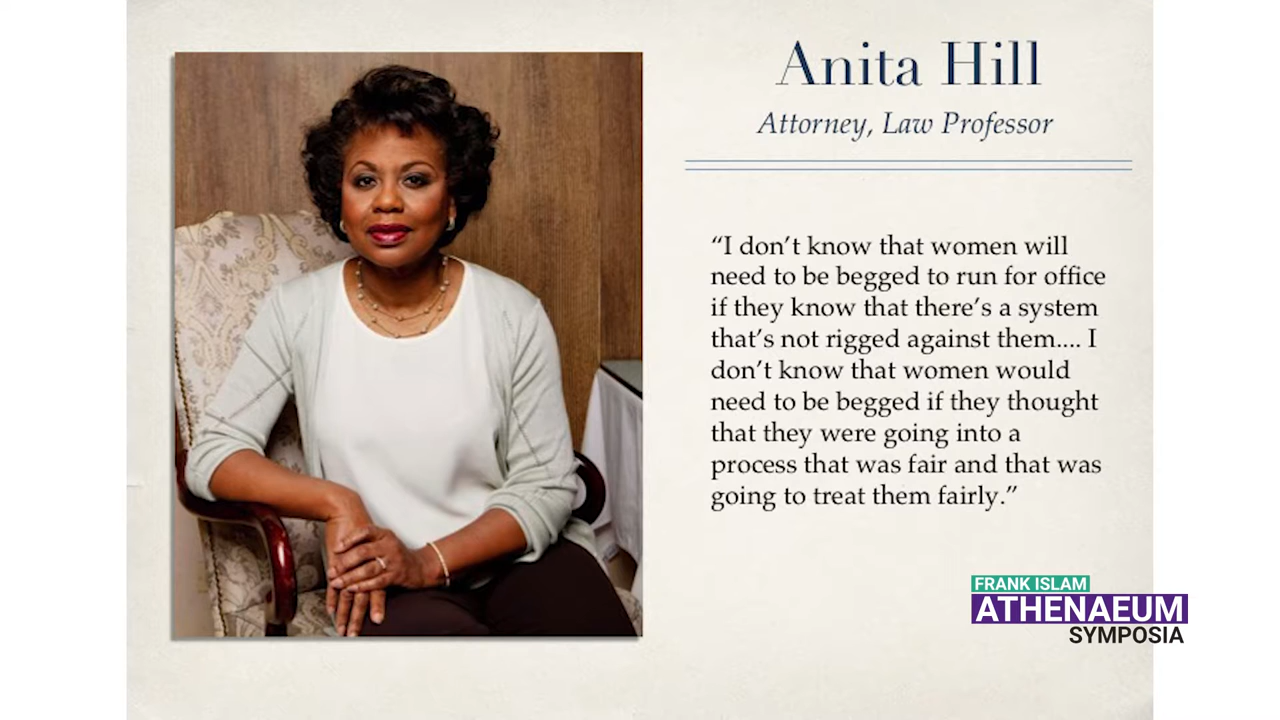 Anita Hill
Attorney, Law Professor
“I don’t know that women will
need to be begged to run for office
if they know that there’s a system
that’s not rigged against them.... I
don’t know that women would
need to be begged if they thought
that they were going into a
process that was fair and that was
going to treat them fairly.”
FRANK ISLAM
ATHENAEUM
SYMPOSIA